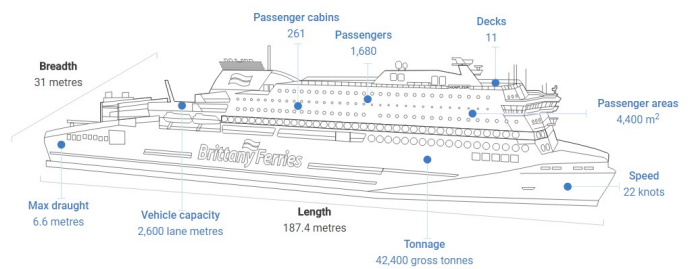 Passenger cabins
261
Passengers
1,680
Decks
11
Breadth
31 metres
Passenger areas
4,400 m²
Brittany Ferries
Speed
22 knots
Max draught
6.6 metres
Vehicle capacity
2,600 lane metres
Length
187.4 metres
Tonnage
42,400 gross tonnes